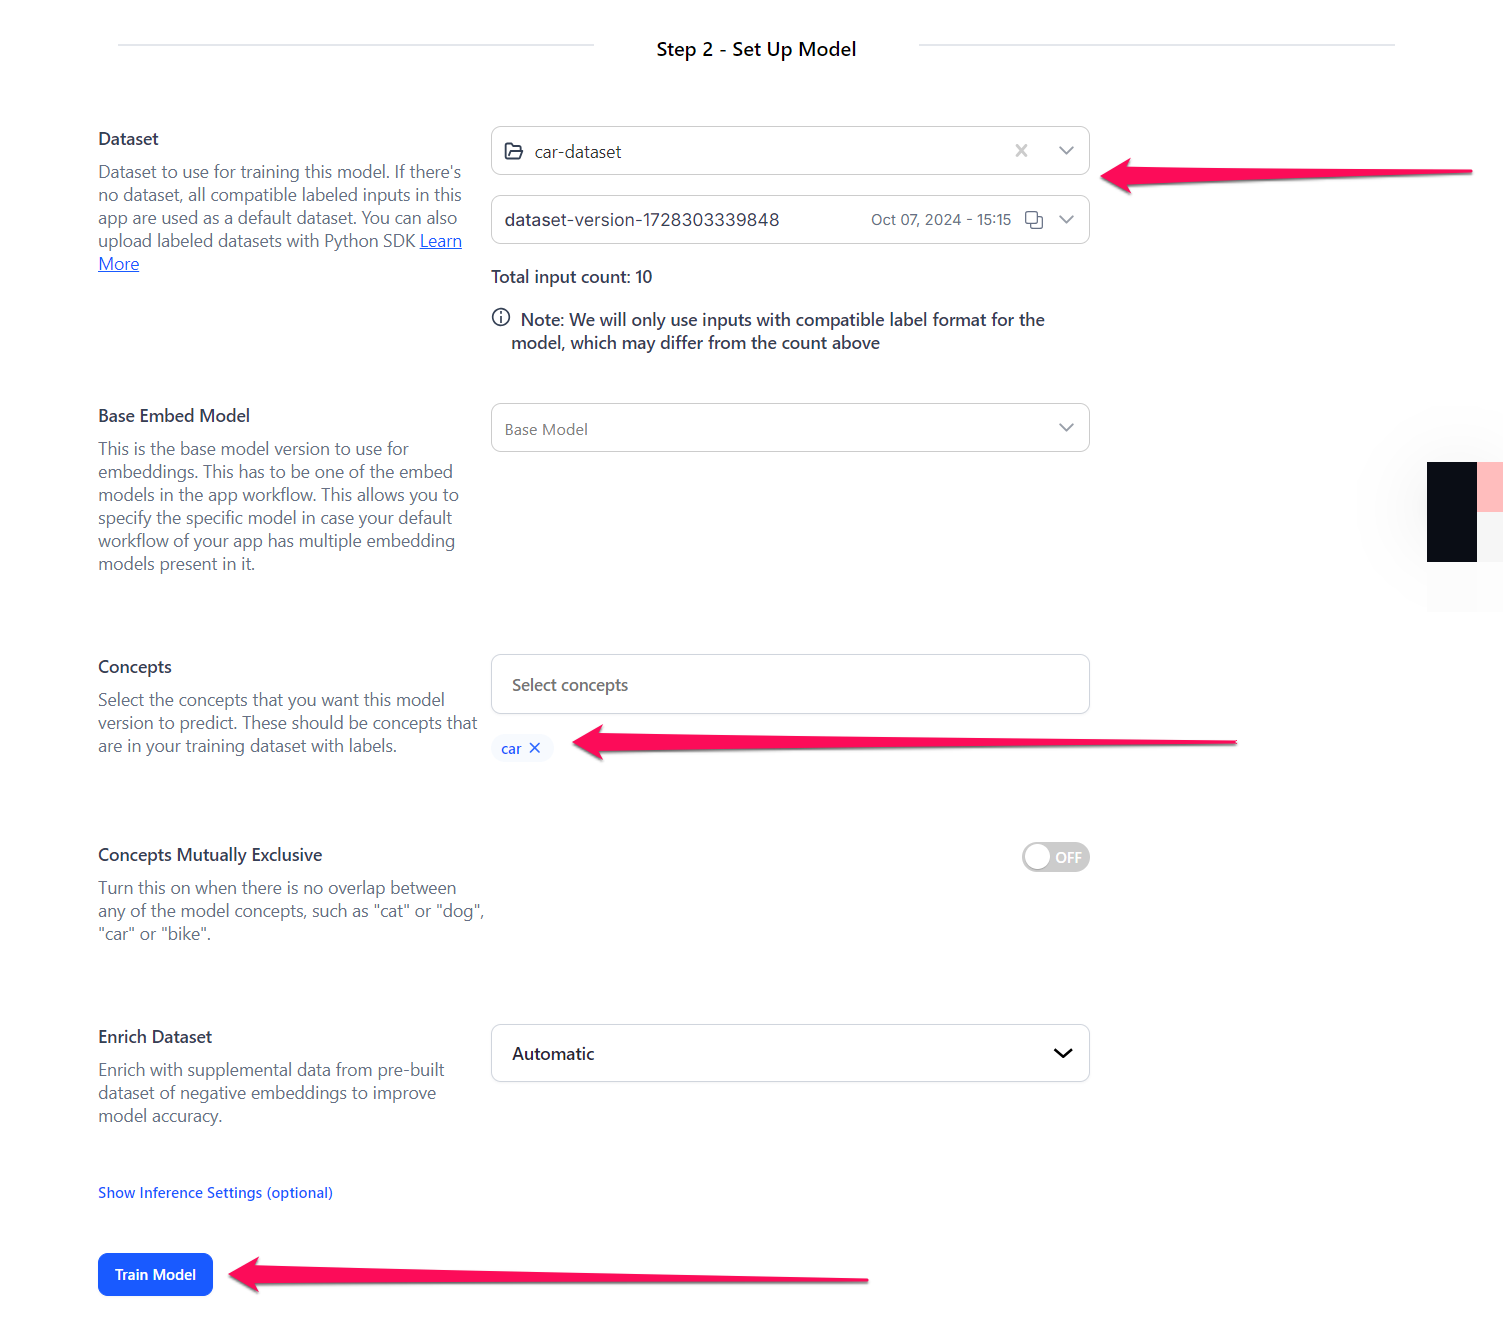 Step 2 - Set Up Model
Dataset
Dataset to use for training this model. If there's
no dataset, all compatible labeled inputs in this
app are used as a default dataset. You can also
upload labeled datasets with Python SDK Learn
More
car-dataset
dataset-version-1728303339848 Oct 07, 2024 - 15:15
Total input count: 10
Note: We will only use inputs with compatible label format for the
model, which may differ from the count above
Base Embed Model
This is the base model version to use for
embeddings. This has to be one of the embed
models in the app workflow. This allows you to
specify the specific model in case your default
workflow of your app has multiple embedding
models present in it.
Base Model
Concepts
Select the concepts that you want this model
version to predict. These should be concepts that
are in your training dataset with labels.
Select concepts
car
Concepts Mutually Exclusive
Turn this on when there is no overlap between
any of the model concepts, such as "cat" or "dog",
"car" or "bike".
OFF
Enrich Dataset
Enrich with supplemental data from pre-built
dataset of negative embeddings to improve
model accuracy.
Automatic
Show Inference Settings (optional)
Train Model